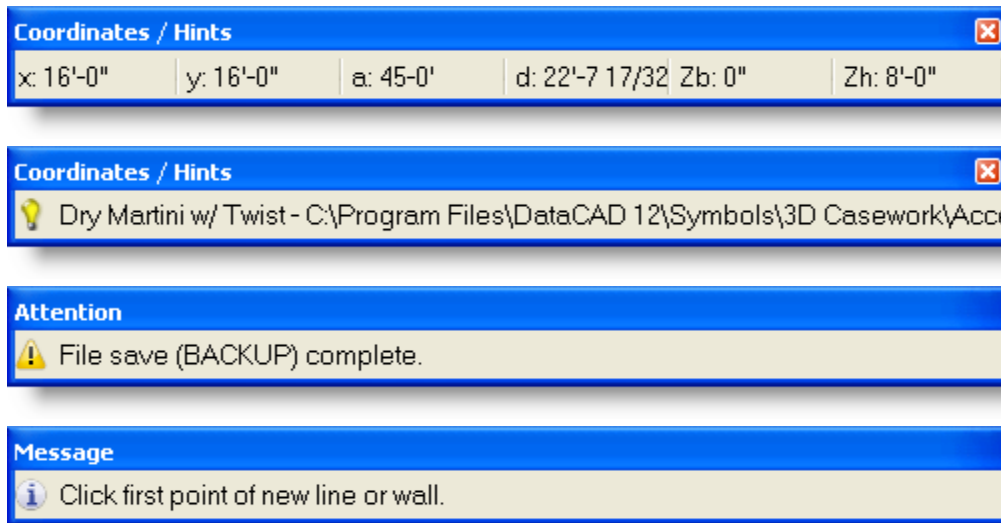 Coordinates / Hints
x: 16'-0" y: 16'-0" a: 45-0' d: 22'-7 17/32 Zb: 0" Zh: 8'-0"
Coordinates / Hints
Dry Martini w/ Twist - C:\Program Files\DataCAD 12\Symbols\3D Casework\Acce
Attention
File save (BACKUP) complete.
Message
Click first point of new line or wall.